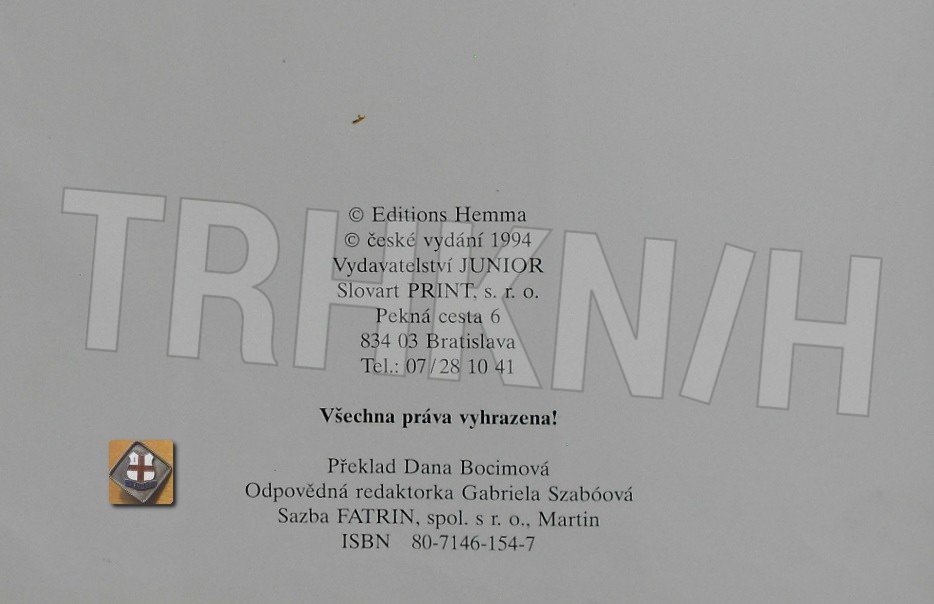 © Editions Hemma
© české vydání 1994
Vydavatelství JUNIOR
Slovart PRINT, s. r. o.
Pekná cesta 6
834 03 Bratislava
Tel.: 07/28 10 41
TRHKN/H
Všechna práva vyhrazena!
Překlad Dana Bocimová
Odpovědná redaktorka Gabriela Szabóová
Sazba FATRIN, spol. s r. o., Martin
ISBN 80-7146-154-7